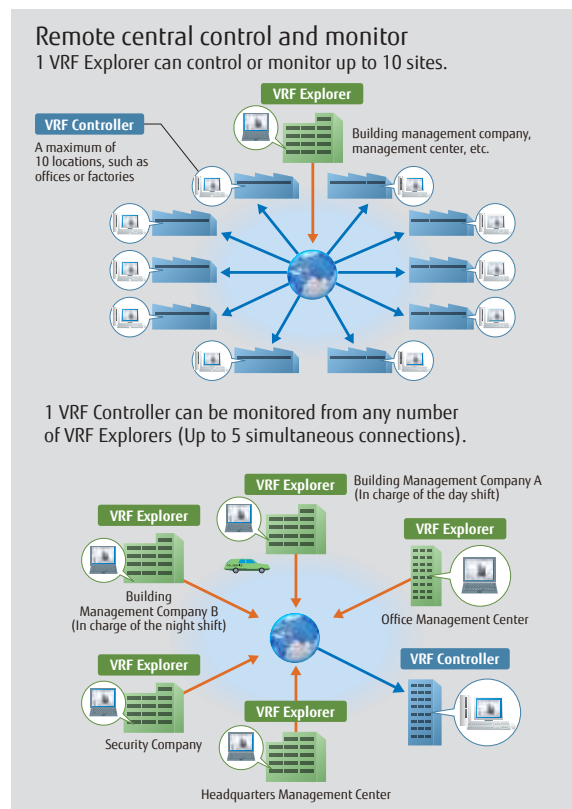 Remote central control and monitor
1 VRF Explorer can control or monitor up to 10 sites.
VRF Explorer
VRF Controller
A maximum of
10 locations, such as
offices or factories
Building management company,
management center, etc.
1 VRF Controller can be monitored from any number
of VRF Explorers (Up to 5 simultaneous connections).
VRF Explorer
Building Management Company A
(In charge of the day shift)
VRF Explorer
Building
Management Company B
(In charge of the night shift)
VRF Explorer
Office Management Center
VRF Explorer
Security Company
VRF Controller
VRF Explorer
Headquarters Management Center